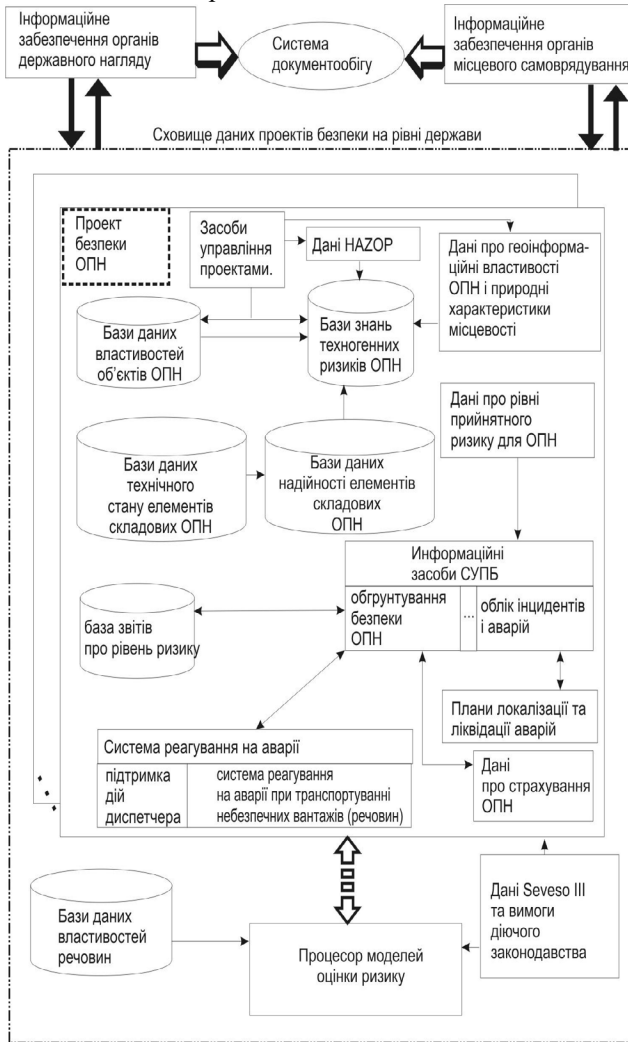 Інформаційне
забезпечення органів
державного нагляду
Система
документообігу
Інформаційне
забезпечення органів
місцевого самоврядування
Сховище даних проектів безпеки на рівні держави
Проект
безпеки
ОПН
Засоби
управління
проектами.
Дані HAZOP
Дані про геоінформа-
ційні властивості
ОПН і природні
характеристики
місцевості
Бази даних
властивостей
об’єктів ОПН
Бази знань
техногенних
ризиків ОПН
Дані про рівні
прийнятного
ризику для ОПН
Бази даних
технічного
стану елементів
складових ОПН
Бази даних
надійності елементів
складових
ОПН
Информаційні
засоби СУПБ
обгрунтування
безпеки
ОПН
...
облік інцидентів
і аварій
база звітів
про рівень ризику
Плани локалізації та
ліквідації аварій
Система реагування на аварії
підтримка
дій
диспетчера
система реагування
на аварії при транспортуванні
небезпечних вантажів (речовин)
Дані
про страхування
ОПН
Бази даних
властивостей
речовин
Процесор моделей
оцінки ризику
Дані Seveso III
та вимоги
діючого
законодавства